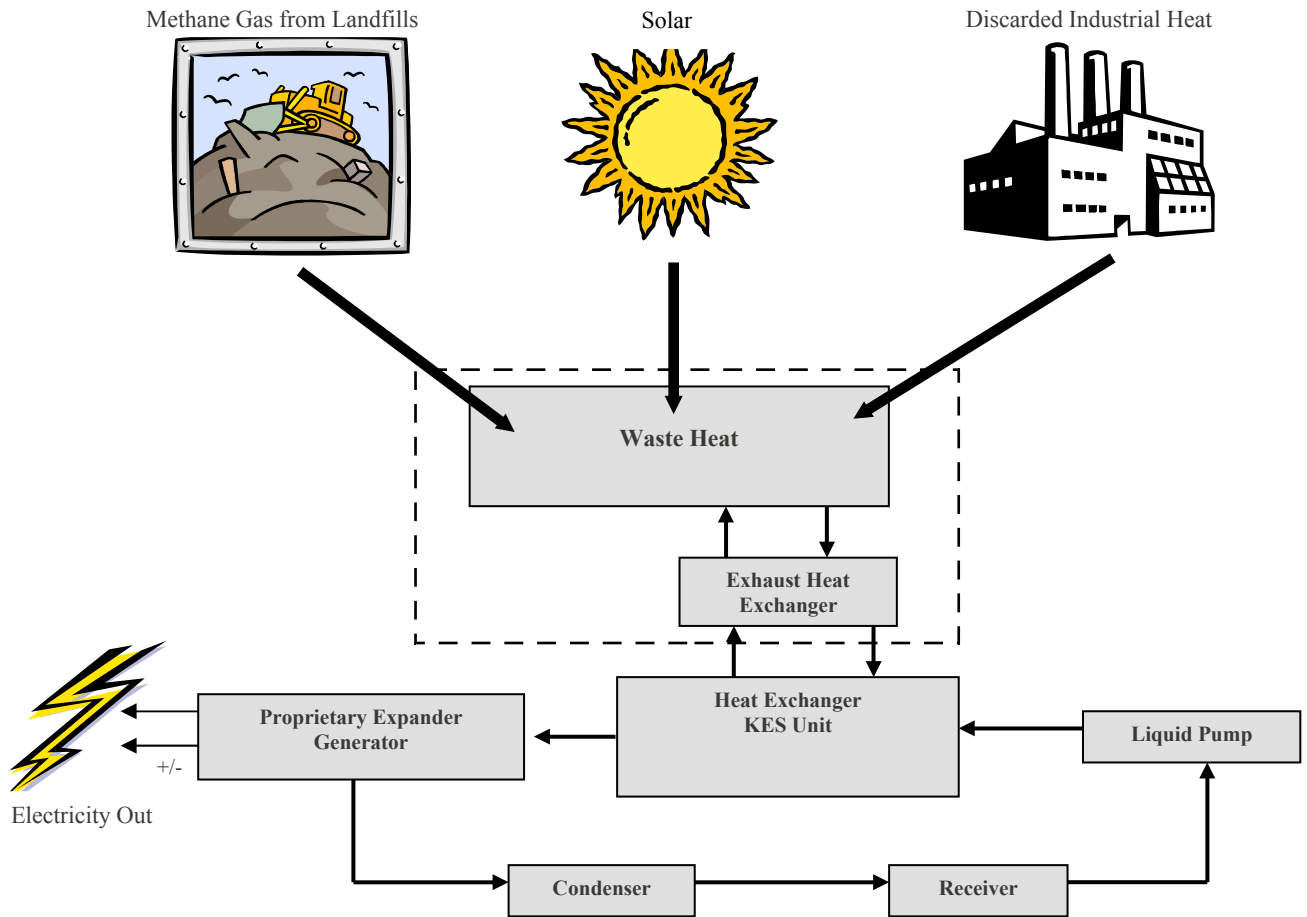 Methane Gas from Landfills
Solar
Discarded Industrial Heat
Waste Heat
Exhaust Heat
Exchanger
Heat Exchanger
KES Unit
Proprietary Expander
Generator
Liquid Pump
+/-
Electricity Out
Condenser
Receiver